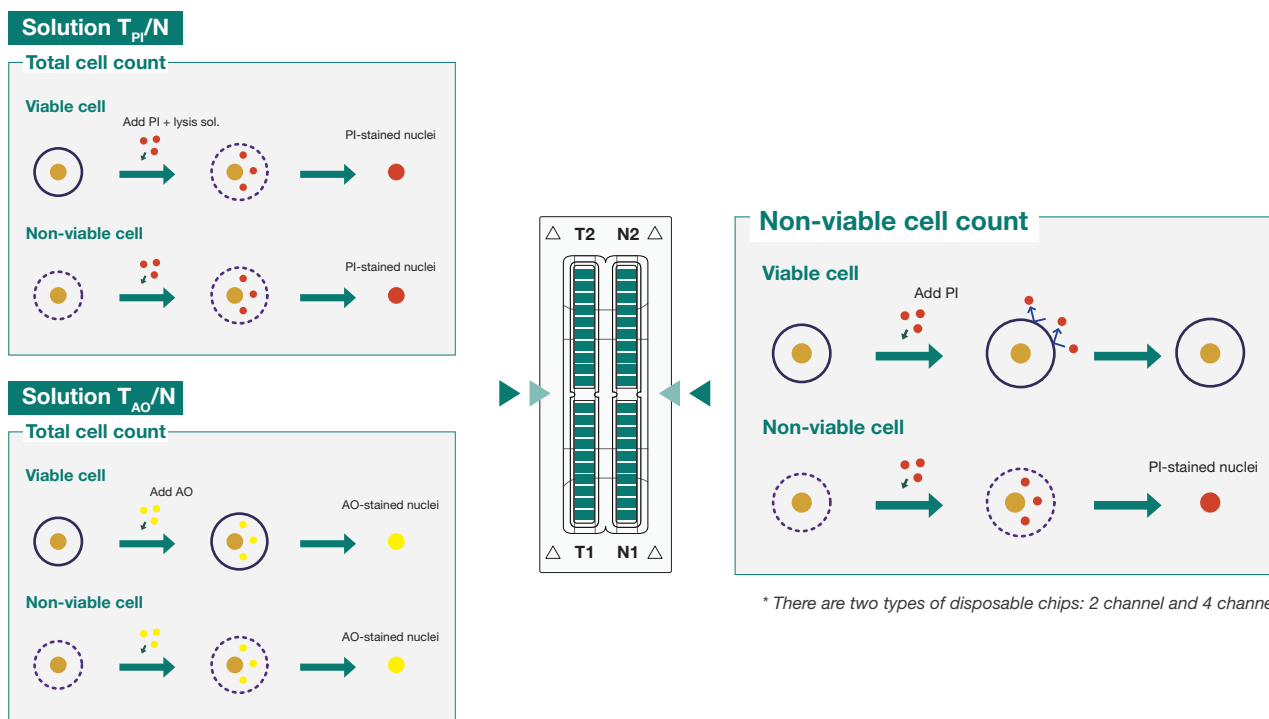 Solution TPI/N
Total cell count
Viable cell
Add PI + lysis sol.
PI-stained nuclei
Non-viable cell
PI-stained nuclei
Solution TAO/N
Total cell count
Viable cell
Add AO
AO-stained nuclei
Non-viable cell
AO-stained nuclei
T2 N2
T1 N1
Non-viable cell count
Viable cell
Add PI
Non-viable cell
PI-stained nuclei
* There are two types of disposable chips: 2 channel and 4 channe